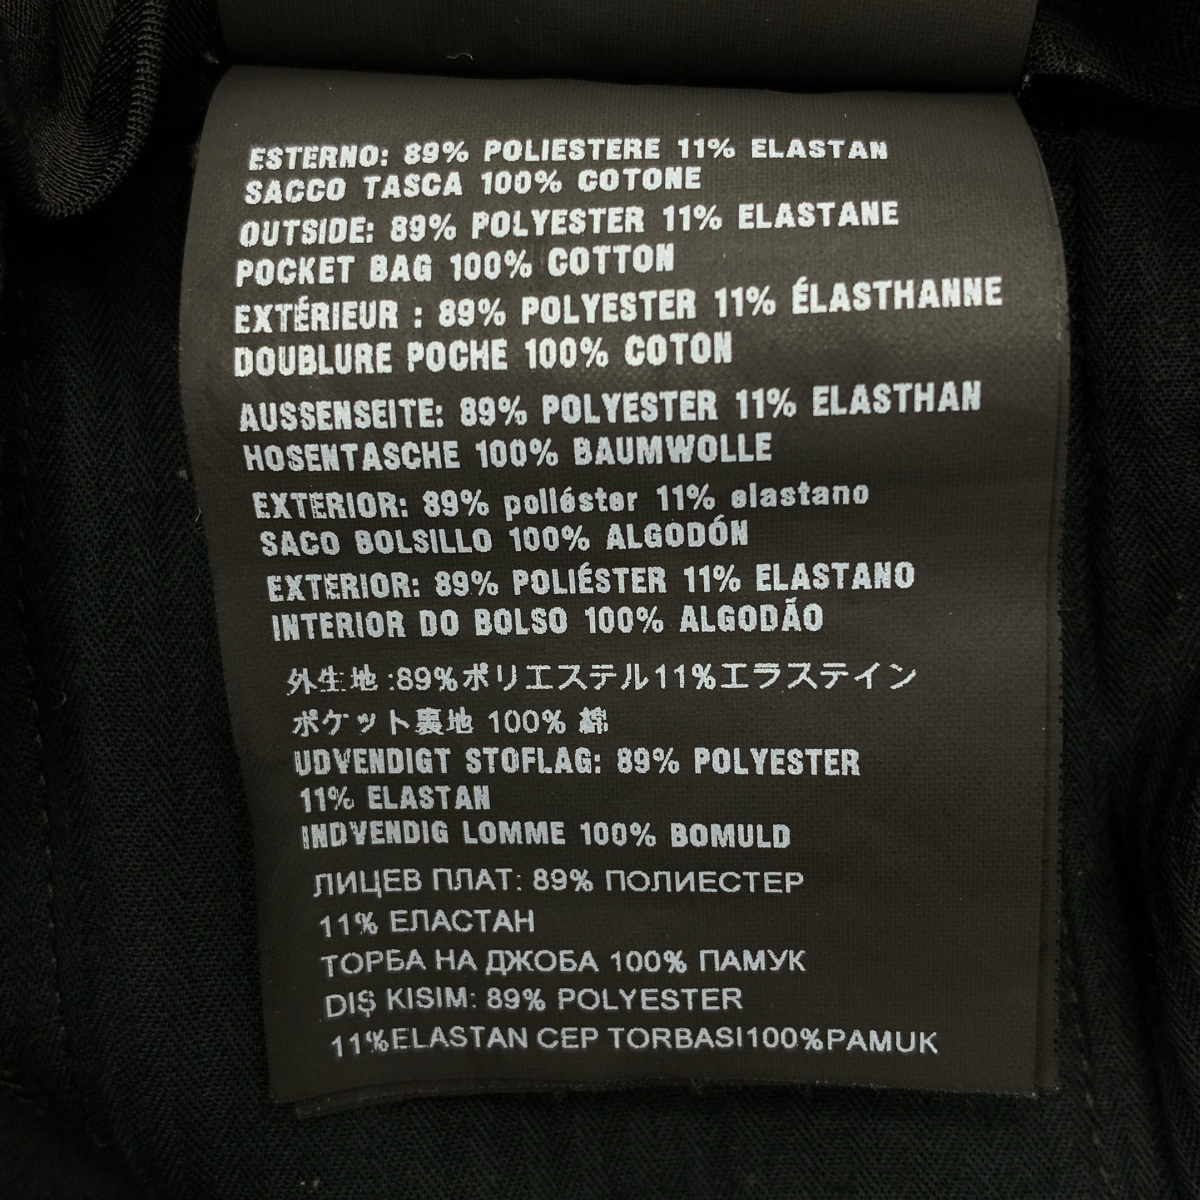 ESTERNO: 89% POLIESTERE 11% ELASTAN
SACCO TASCA 100% COTONE
OUTSIDE: 89% POLYESTER 11% ELASTANE
POCKET BAG 100% COTTON
EXTÉRIEUR : 89% POLYESTER 11% ÉLASTHANNE
DOUBLURE POCHE 100% COTON
AUSSENSEITE: 89% POLYESTER 11% ELASTHAN
HOSENTASCHE 100% BAUMWOLLE
EXTERIOR: 89% poliéster 11% elastano
SACO BOLSILLO 100% ALGODÓN
EXTERIOR: 89% POLIÉSTER 11% ELASTANO
INTERIOR DO BOLSO 100% ALGODÃO
外生地 :89%ポリエステル11%エラステイン
ポケット裏地 100% 綿
UDVENDIGT STOFLAG: 89% POLYESTER
11% ELASTAN
INDVENDIG LOMME 100% BOMULD
ЛИЦЕВ ПЛАТ: 89% ПОЛИЕСТЕР
11% ЕЛАСТАН
ТОРБА НА ДЖОБА 100% ПАМУК
DIŞ KISIM: 89% POLYESTER
11%ELASTAN CEP TORBASI100%PAMUK